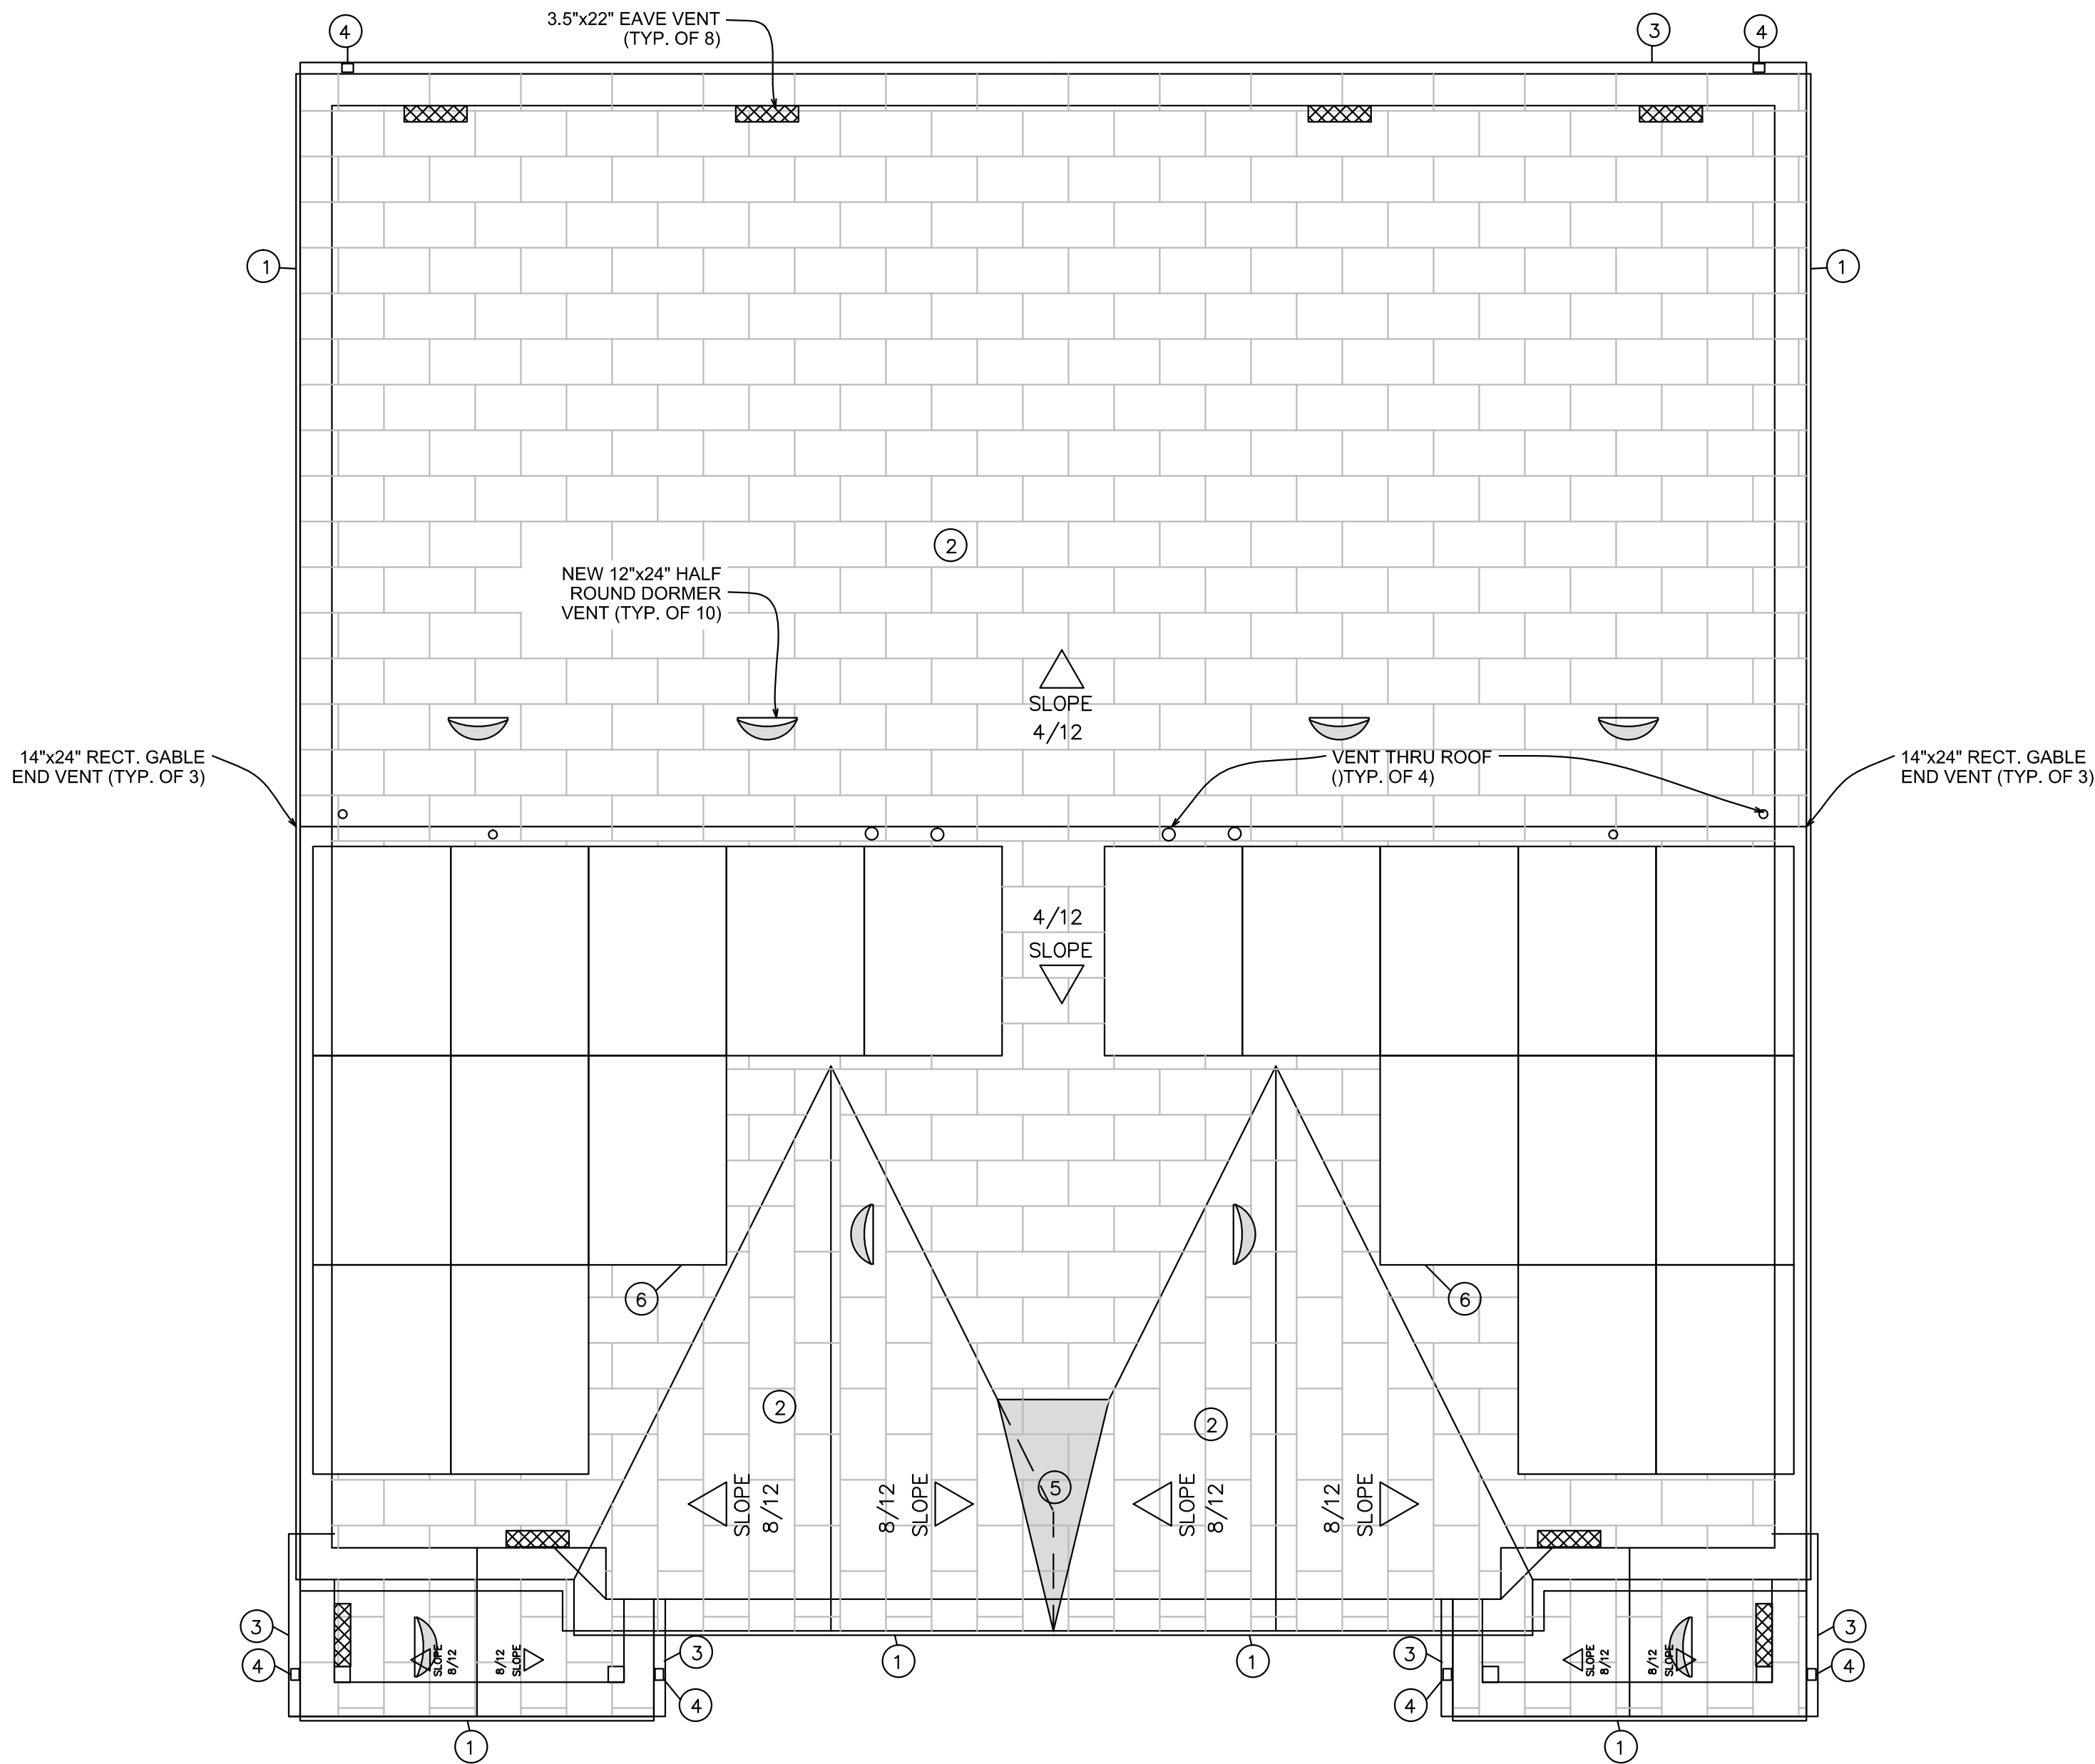 4
3.5"x22" EAVE VENT
(TYP. OF 8)
3
4
1
1
2
NEW 12"x24" HALF
ROUND DORMER
VENT (TYP. OF 10)
SLOPE
4/12
14"x24" RECT. GABLE
END VENT (TYP. OF 3)
VENT THRU ROOF
()TYP. OF 4)
14"x24" RECT. GABLE
END VENT (TYP. OF 3)
4/12
SLOPE
6
6
2
2
5
SLOPE
8/12
8/12
SLOPE
SLOPE
8/12
8/12
SLOPE
3
4
SLOPE
8/12
8/12
SLOPE
3
4
1
1
1
3
4
SLOPE
8/12
8/12
SLOPE
3
4
1